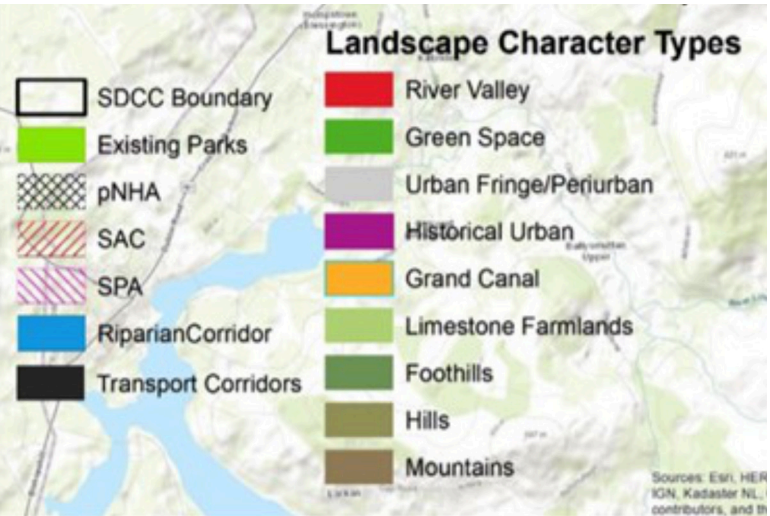 Landscape Character Types
SDCC Boundary
Existing Parks
pNHA
SAC
SPA
RiparianCorridor
Transport Corridors
River Valley
Green Space
Urban Fringe/Periurban
Historical Urban
Grand Canal
Limestone Farmlands
Foothills
Hills
Mountains
Ballysmuttan
Upper
Sources: Esri, HER
IGN, Kadaster NL,
contributors, and th